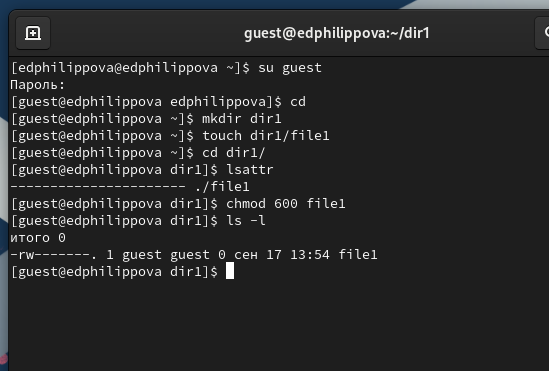 guest@edphilippova:~/dir1
[edphilippova@edphilippova ~]$ su guest
Пароль:
[guest@edphilippova edphilippova]$ cd
[guest@edphilippova ~]$ mkdir dir1
[guest@edphilippova ~]$ touch dir1/file1
[guest@edphilippova ~]$ cd dir1/
[guest@edphilippova dir1]$ lsattr
---------------------- ./file1
[guest@edphilippova dir1]$ chmod 600 file1
[guest@edphilippova dir1]$ ls -l
итого 0
-rw-------. 1 guest guest 0 сен 17 13:54 file1
[guest@edphilippova dir1]$